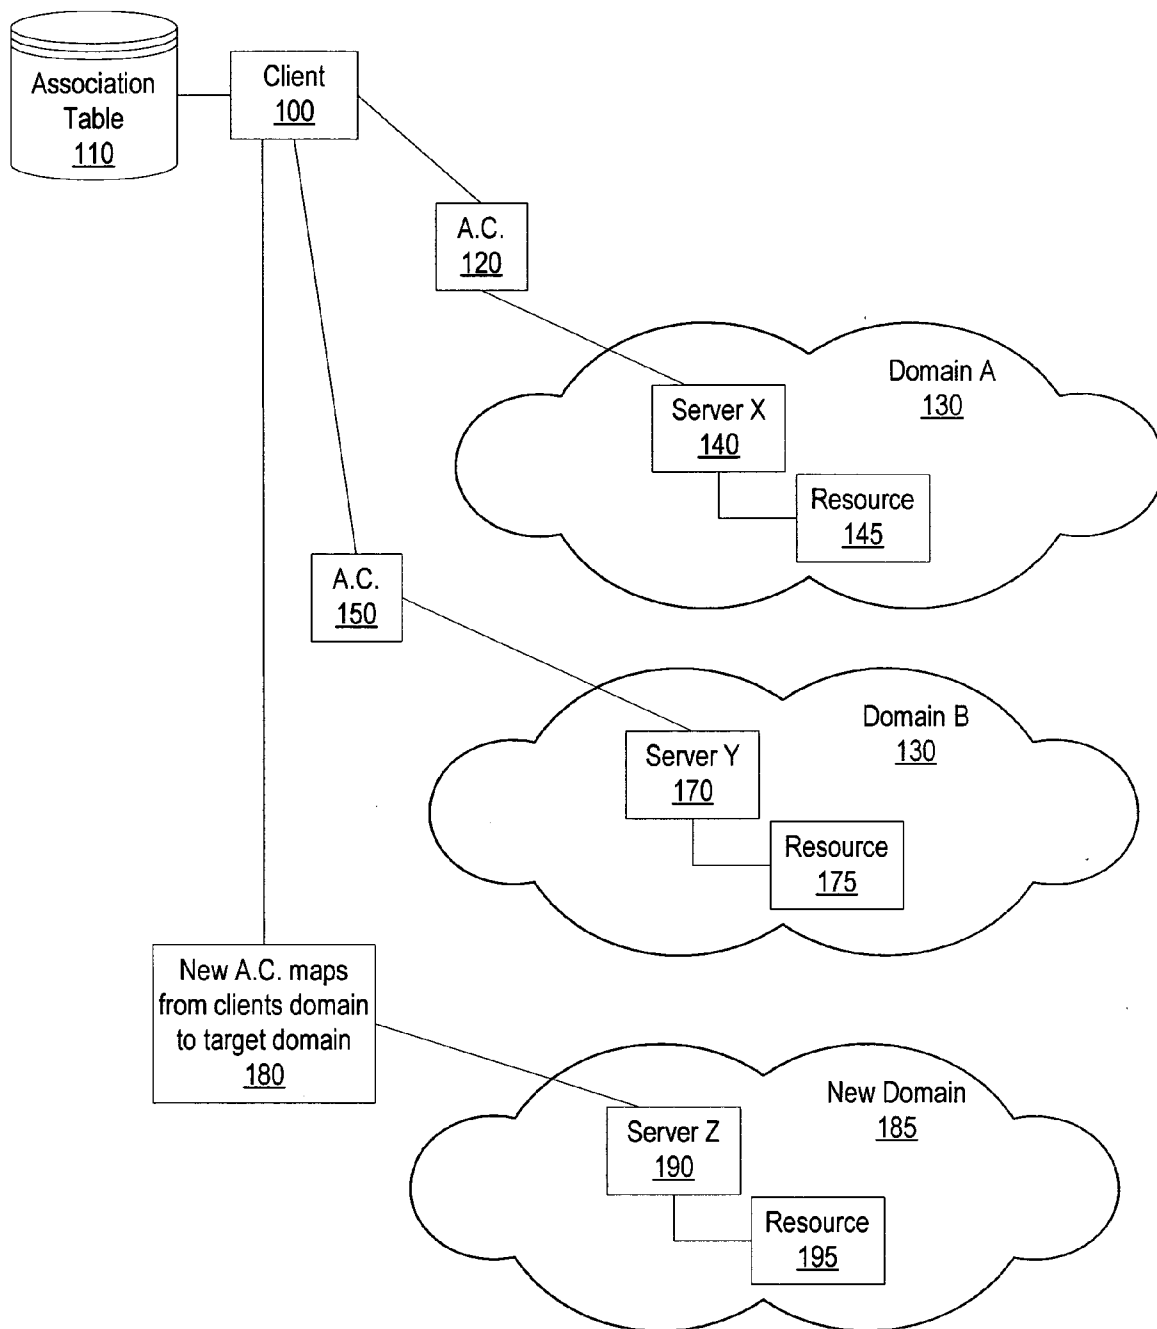 Association
Table
110
Client
100
A.C.
120
Domain A
130
Server X
140
Resource
145
A.C.
150
Domain B
130
Server Y
170
Resource
175
New A.C. maps
from clients domain
to target domain
180
New Domain
185
Server Z
190
Resource
195